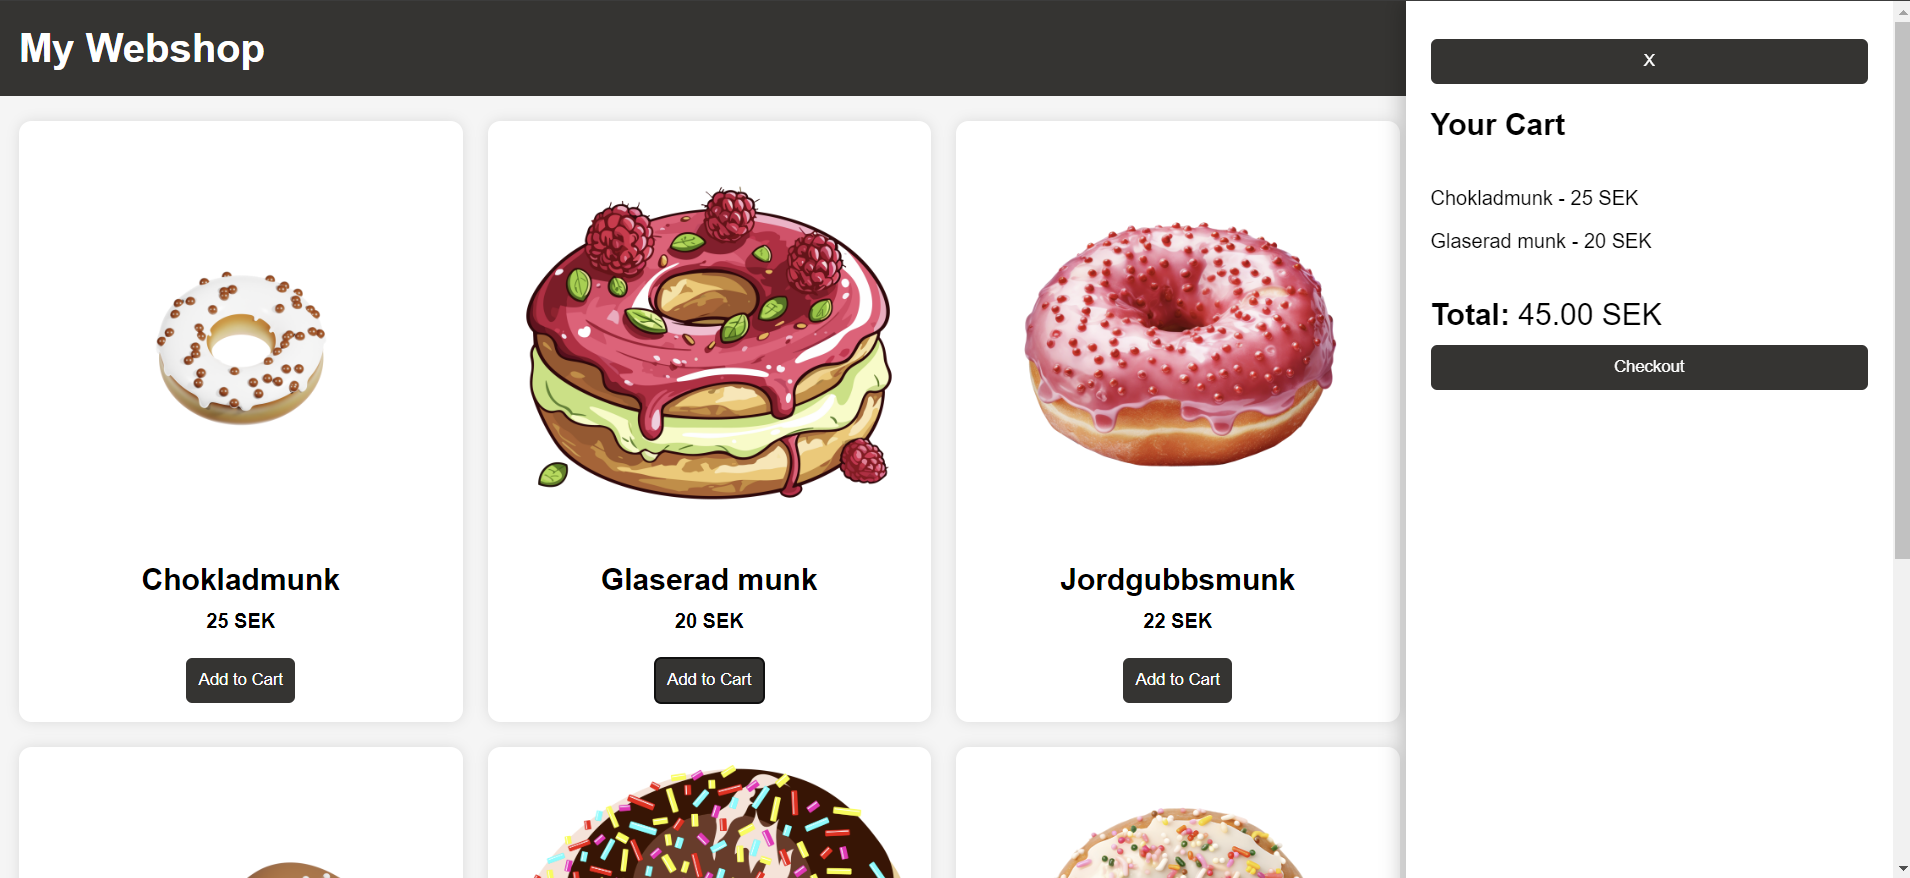 My Webshop
Chokladmunk
25 SEK
Add to Cart
Glaserad munk
20 SEK
Add to Cart
Jordgubbsmunk
22 SEK
Add to Cart
X
Your Cart
Chokladmunk - 25 SEK
Glaserad munk - 20 SEK
Total: 45.00 SEK
Checkout